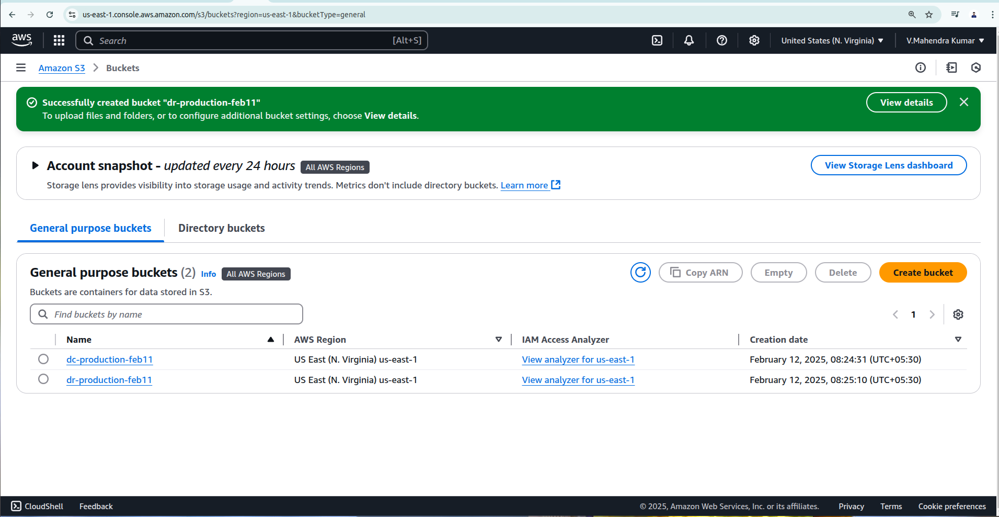 us-east-1.console.aws.amazon.com/s3/buckets?region=us-east-1&bucketType=general
aws
Search [Alt+S]
United States (N. Virginia)
V.Mahendra Kumar
Amazon S3 > Buckets
Successfully created bucket "dr-production-feb11"
To upload files and folders, or to configure additional bucket settings, choose View details.
View details
Account snapshot - updated every 24 hours All AWS Regions
View Storage Lens dashboard
Storage lens provides visibility into storage usage and activity trends. Metrics don't include directory buckets. Learn more
General purpose buckets
Directory buckets
General purpose buckets (2) Info All AWS Regions
Copy ARN
Empty
Delete
Create bucket
Buckets are containers for data stored in S3.
Find buckets by name
1
Name AWS Region IAM Access Analyzer Creation date
dc-production-feb11 US East (N. Virginia) us-east-1 View analyzer for us-east-1 February 12, 2025, 08:24:31 (UTC+05:30)
dr-production-feb11 US East (N. Virginia) us-east-1 View analyzer for us-east-1 February 12, 2025, 08:25:10 (UTC+05:30)
CloudShell Feedback © 2025, Amazon Web Services, Inc. or its affiliates. Privacy Terms Cookie preferences